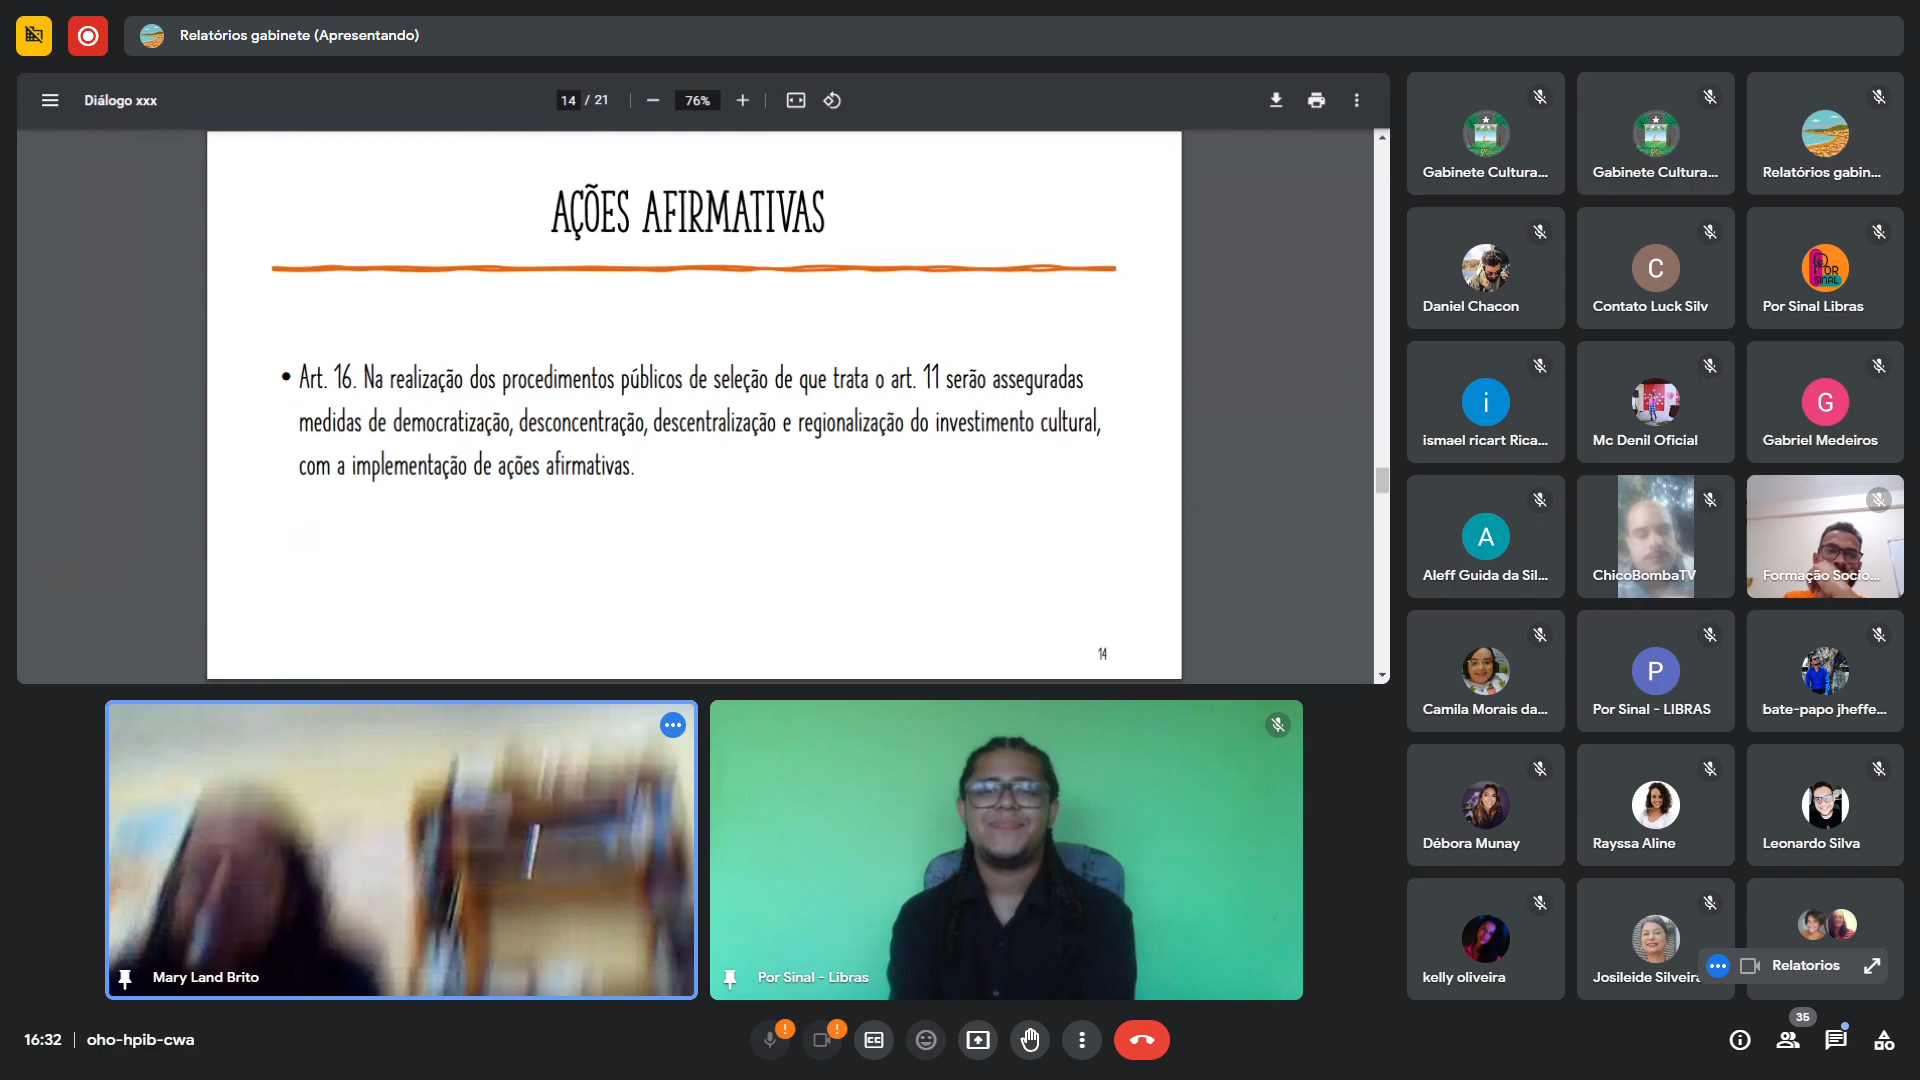 Relatórios gabinete (Apresentando)
Diálogo xxx
14 / 21
76%
AÇÕES AFIRMATIVAS
• Art. 16. Na realização dos procedimentos públicos de seleção de que trata o art. 11 serão asseguradas
medidas de democratização, desconcentração, descentralização e regionalização do investimento cultural,
com a implementação de ações afirmativas.
14
Mary Land Brito
Por Sinal - Libras
Gabinete Cultura...
Gabinete Cultura...
Relatórios gabin...
Daniel Chacon
C
Contato Luck Silv
POR
SINAL
Por Sinal Libras
i
ismael ricart Rica...
Mc Denil Oficial
G
Gabriel Medeiros
A
Aleff Guida da Sil...
ChicoBombaTV
Formação Socio...
Camila Morais da...
P
Por Sinal - LIBRAS
bate-papo jheffe...
Débora Munay
Rayssa Aline
Leonardo Silva
kelly oliveira
Josileide Silveira
Relatorios
16:32
oho-hpib-cwa
CC
35